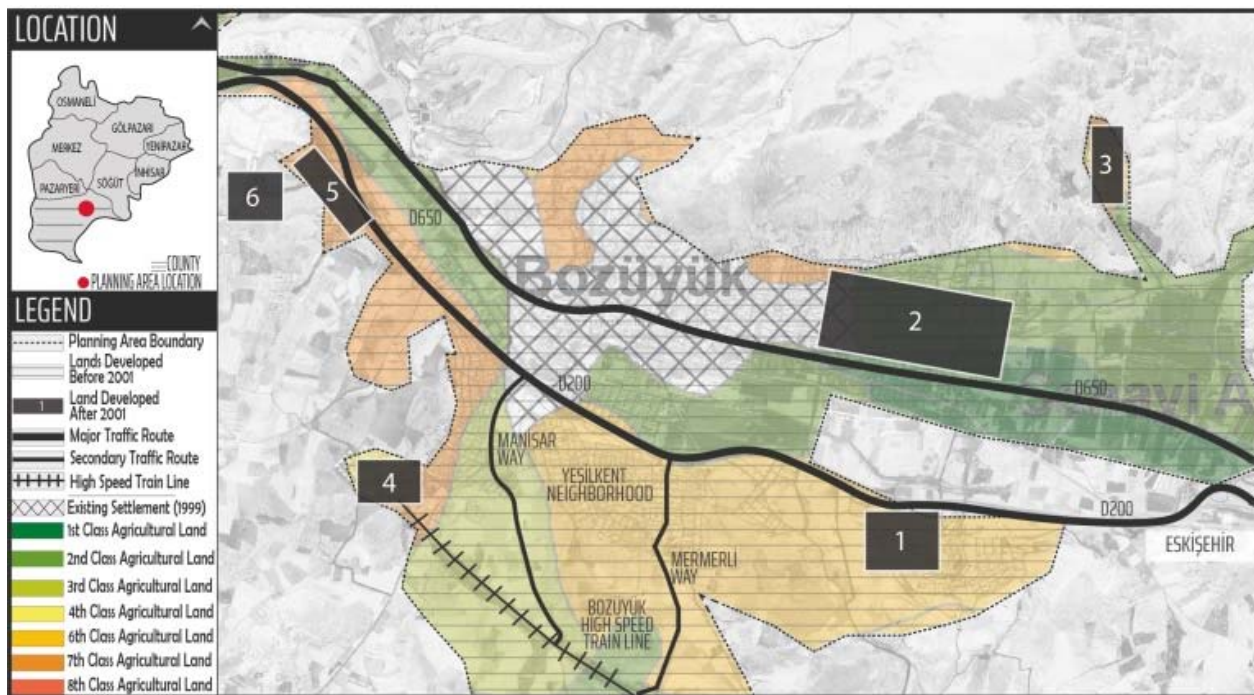 LOCATION
OSMANELİ
GÖLPAZARI
MERKEZ
YENİPAZAR
İNHİSAR
PAZARYERİ
SÖĞÜT
COUNTY
PLANNING AREA LOCATION
LEGEND
Planning Area Boundary
Lands Developed
Before 2001
1
Land Developed
After 2001
Major Traffic Route
Secondary Traffic Route
High Speed Train Line
Existing Settlement (1999)
1st Class Agricultural Land
2nd Class Agricultural Land
3rd Class Agricultural Land
4th Class Agricultural Land
6th Class Agricultural Land
7th Class Agricultural Land
8th Class Agricultural Land
6
5
3
D650
Bozüyük
2
D650
Sanayi A
D200
MANISAR
WAY
YESILKENT
NEIGHBORHOOD
4
1
D200
ESKİŞEHİR
MERMERLI
WAY
BOZUYUK
HIGH SPEED
TRAIN LINE